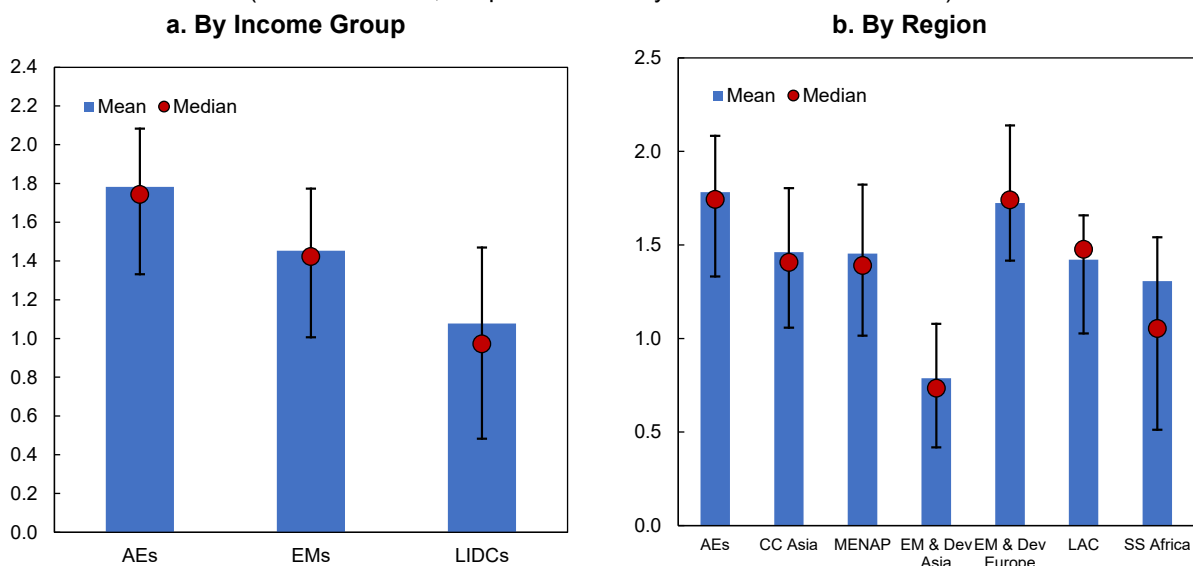 a. By Income Group
2.4
2.2
2.0
1.8
1.6
1.4
1.2
1.0
0.8
0.6
0.4
0.2
0.0
Mean Median
AEs EMs LIDCs
b. By Region
2.5
2.0
1.5
1.0
0.5
0.0
Mean Median
AEs CC Asia MENAP EM & Dev EM & Dev LAC SS Africa
Asia Europe